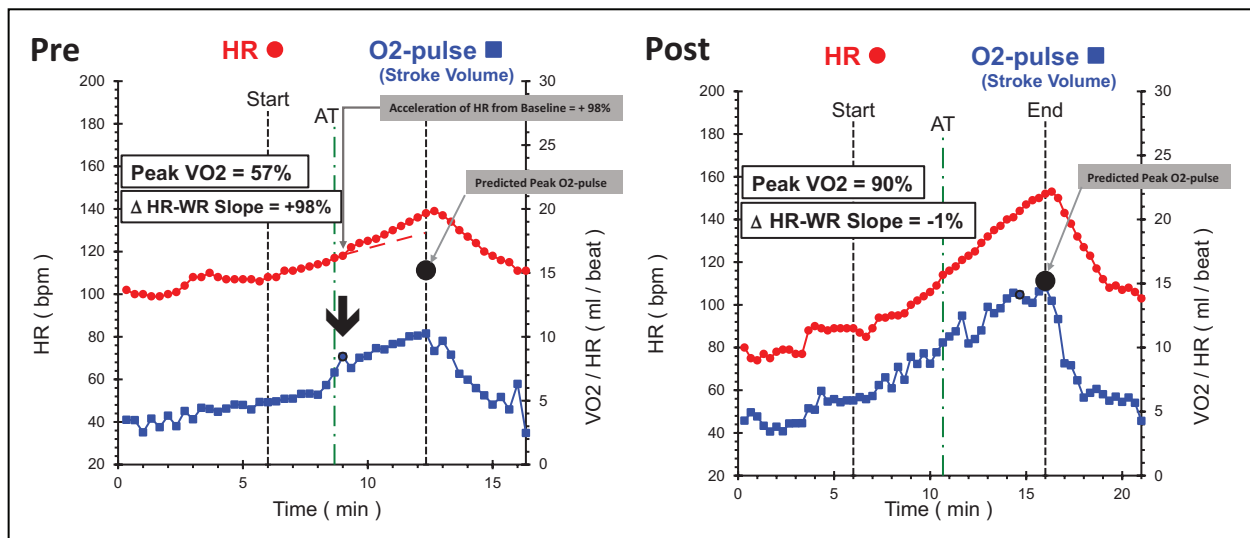 Pre
HR
O2-pulse
(Stroke Volume)
Start
AT
Acceleration of HR from Baseline = + 98%
Peak VO2 = 57%
Δ HR-WR Slope = +98%
Predicted Peak O2-pulse
200
180
160
140
120
100
80
60
40
20
HR ( bpm )
30
25
20
15
10
5
0
VO2 / HR ( ml / beat )
0
5
10
15
Time ( min )
Post
HR
O2-pulse
(Stroke Volume)
Start
AT
End
Peak VO2 = 90%
Δ HR-WR Slope = -1%
Predicted Peak O2-pulse
200
180
160
140
120
100
80
60
40
20
HR ( bpm )
30
25
20
15
10
5
0
VO2 / HR ( ml / beat )
0
5
10
15
20
Time ( min )